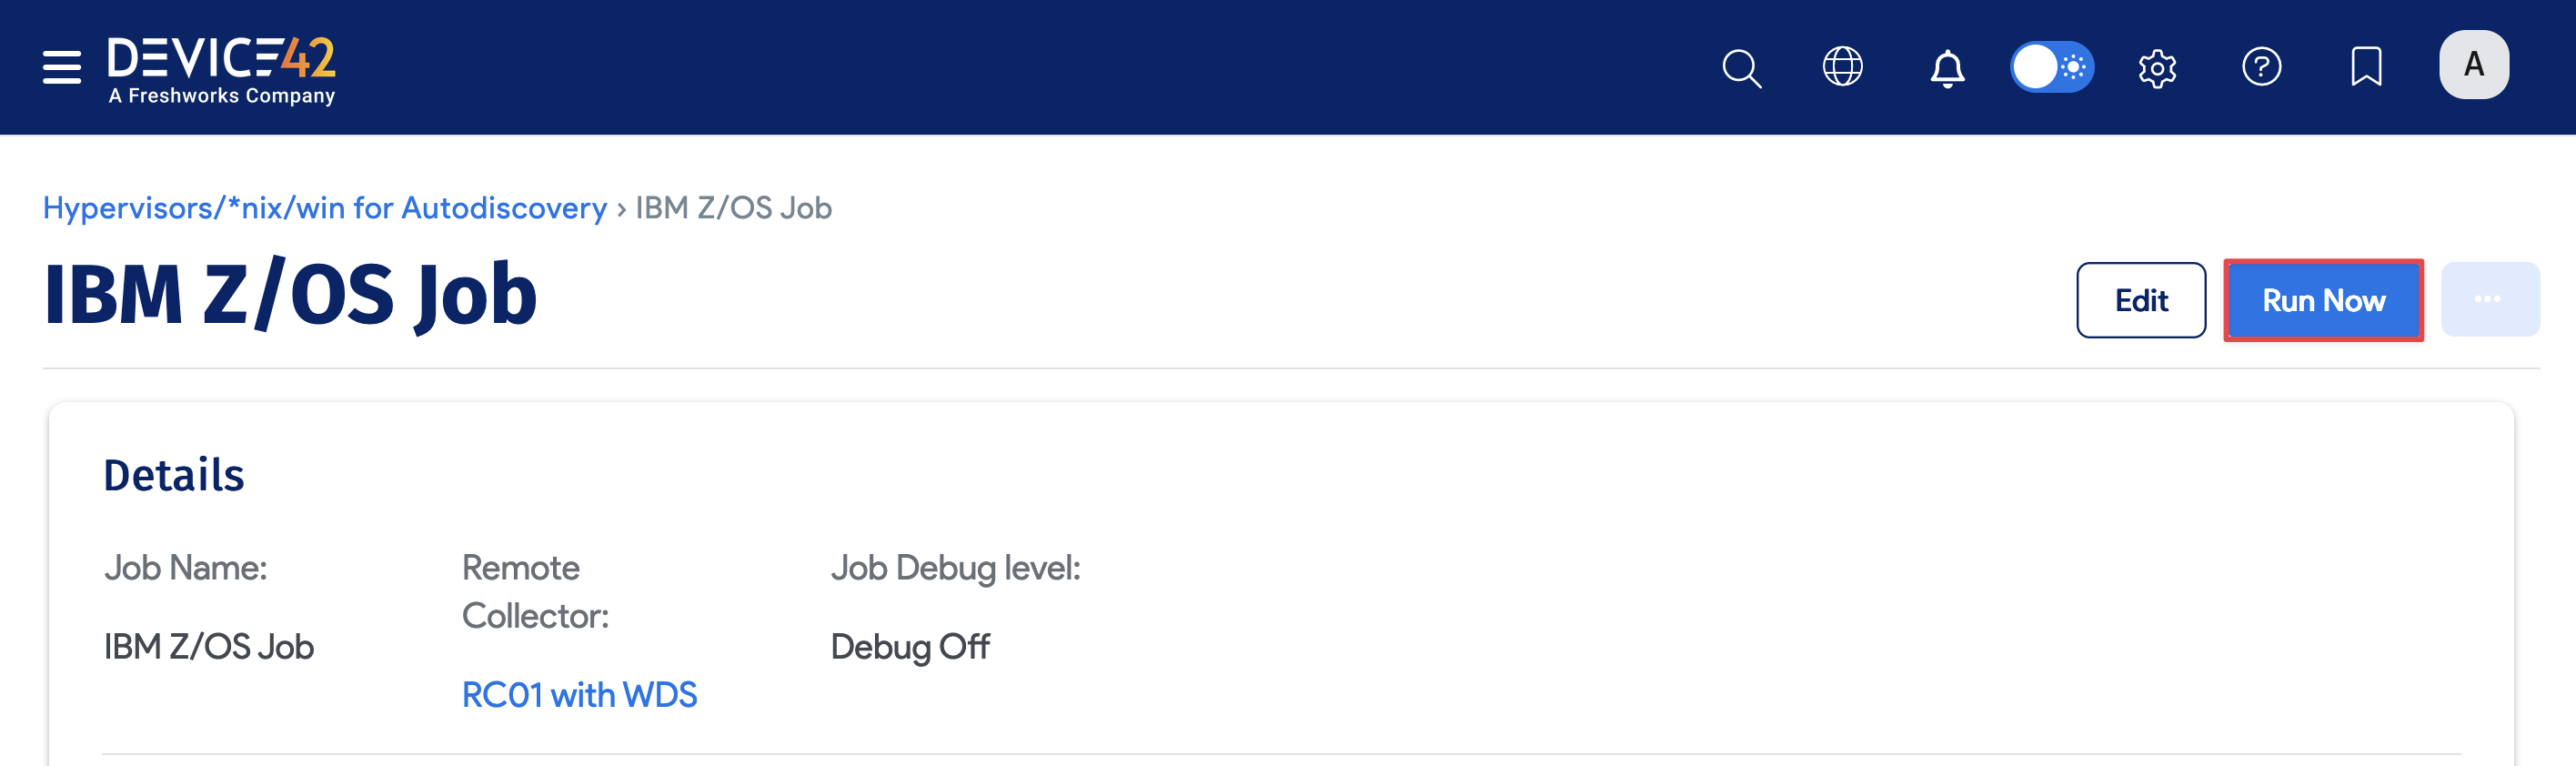 DEVICE42
A Freshworks Company
A
Hypervisors/*nix/win for Autodiscovery › IBM Z/OS Job
IBM Z/OS Job
Edit
Run Now
Details
Job Name:
IBM Z/OS Job
Remote
Collector:
RC01 with WDS
Job Debug level:
Debug Off